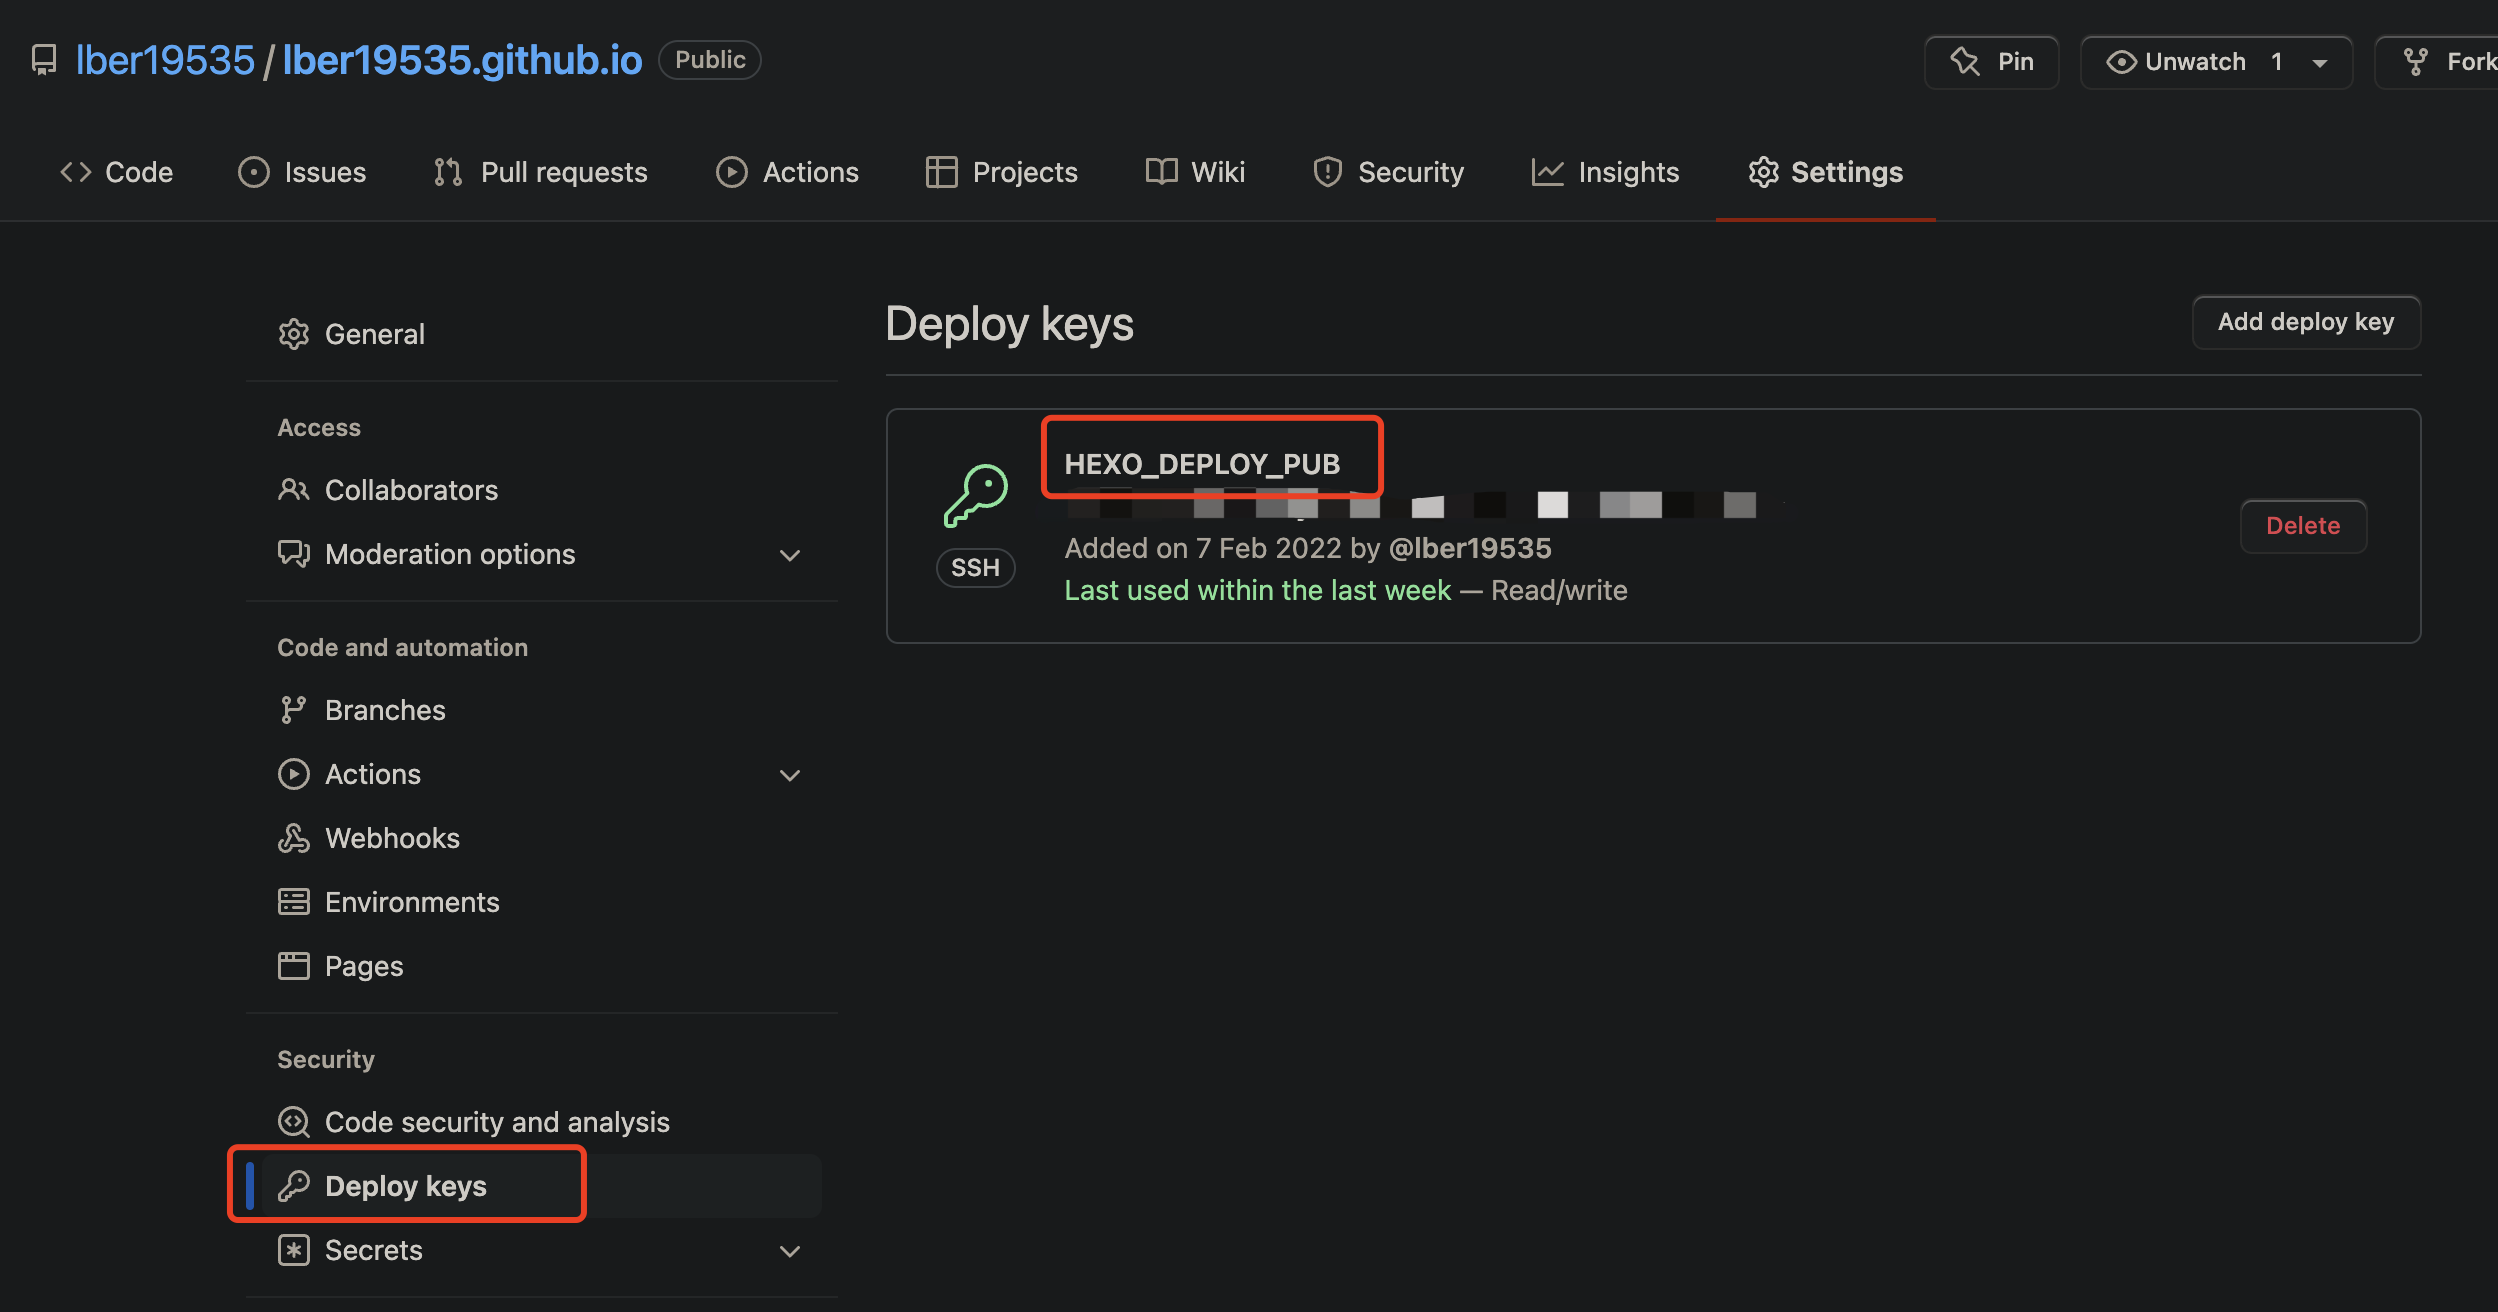 lber19535 / lber19535.github.io Public
Pin
Unwatch 1
Fork
Code
Issues
Pull requests
Actions
Projects
Wiki
Security
Insights
Settings
General
Access
Collaborators
Moderation options
Code and automation
Branches
Actions
Webhooks
Environments
Pages
Security
Code security and analysis
Deploy keys
Secrets
Deploy keys
Add deploy key
HEXO_DEPLOY_PUB
SSH
Added on 7 Feb 2022 by @lber19535
Last used within the last week — Read/write
Delete